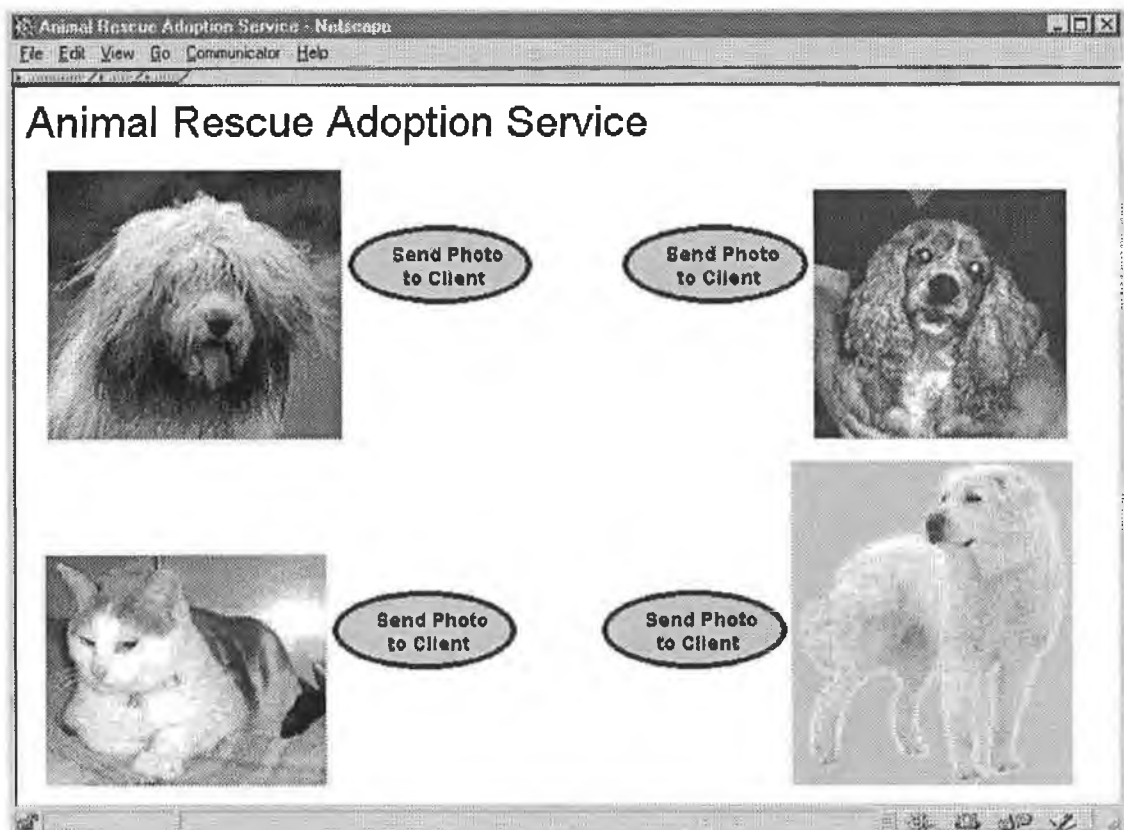 Animal Rescue Adoption Service - Netscape
File Edit View Go Communicator Help
Animal Rescue Adoption Service
Send Photo
to Client
Send Photo
to Client
Send Photo
to Client
Send Photo
to Client